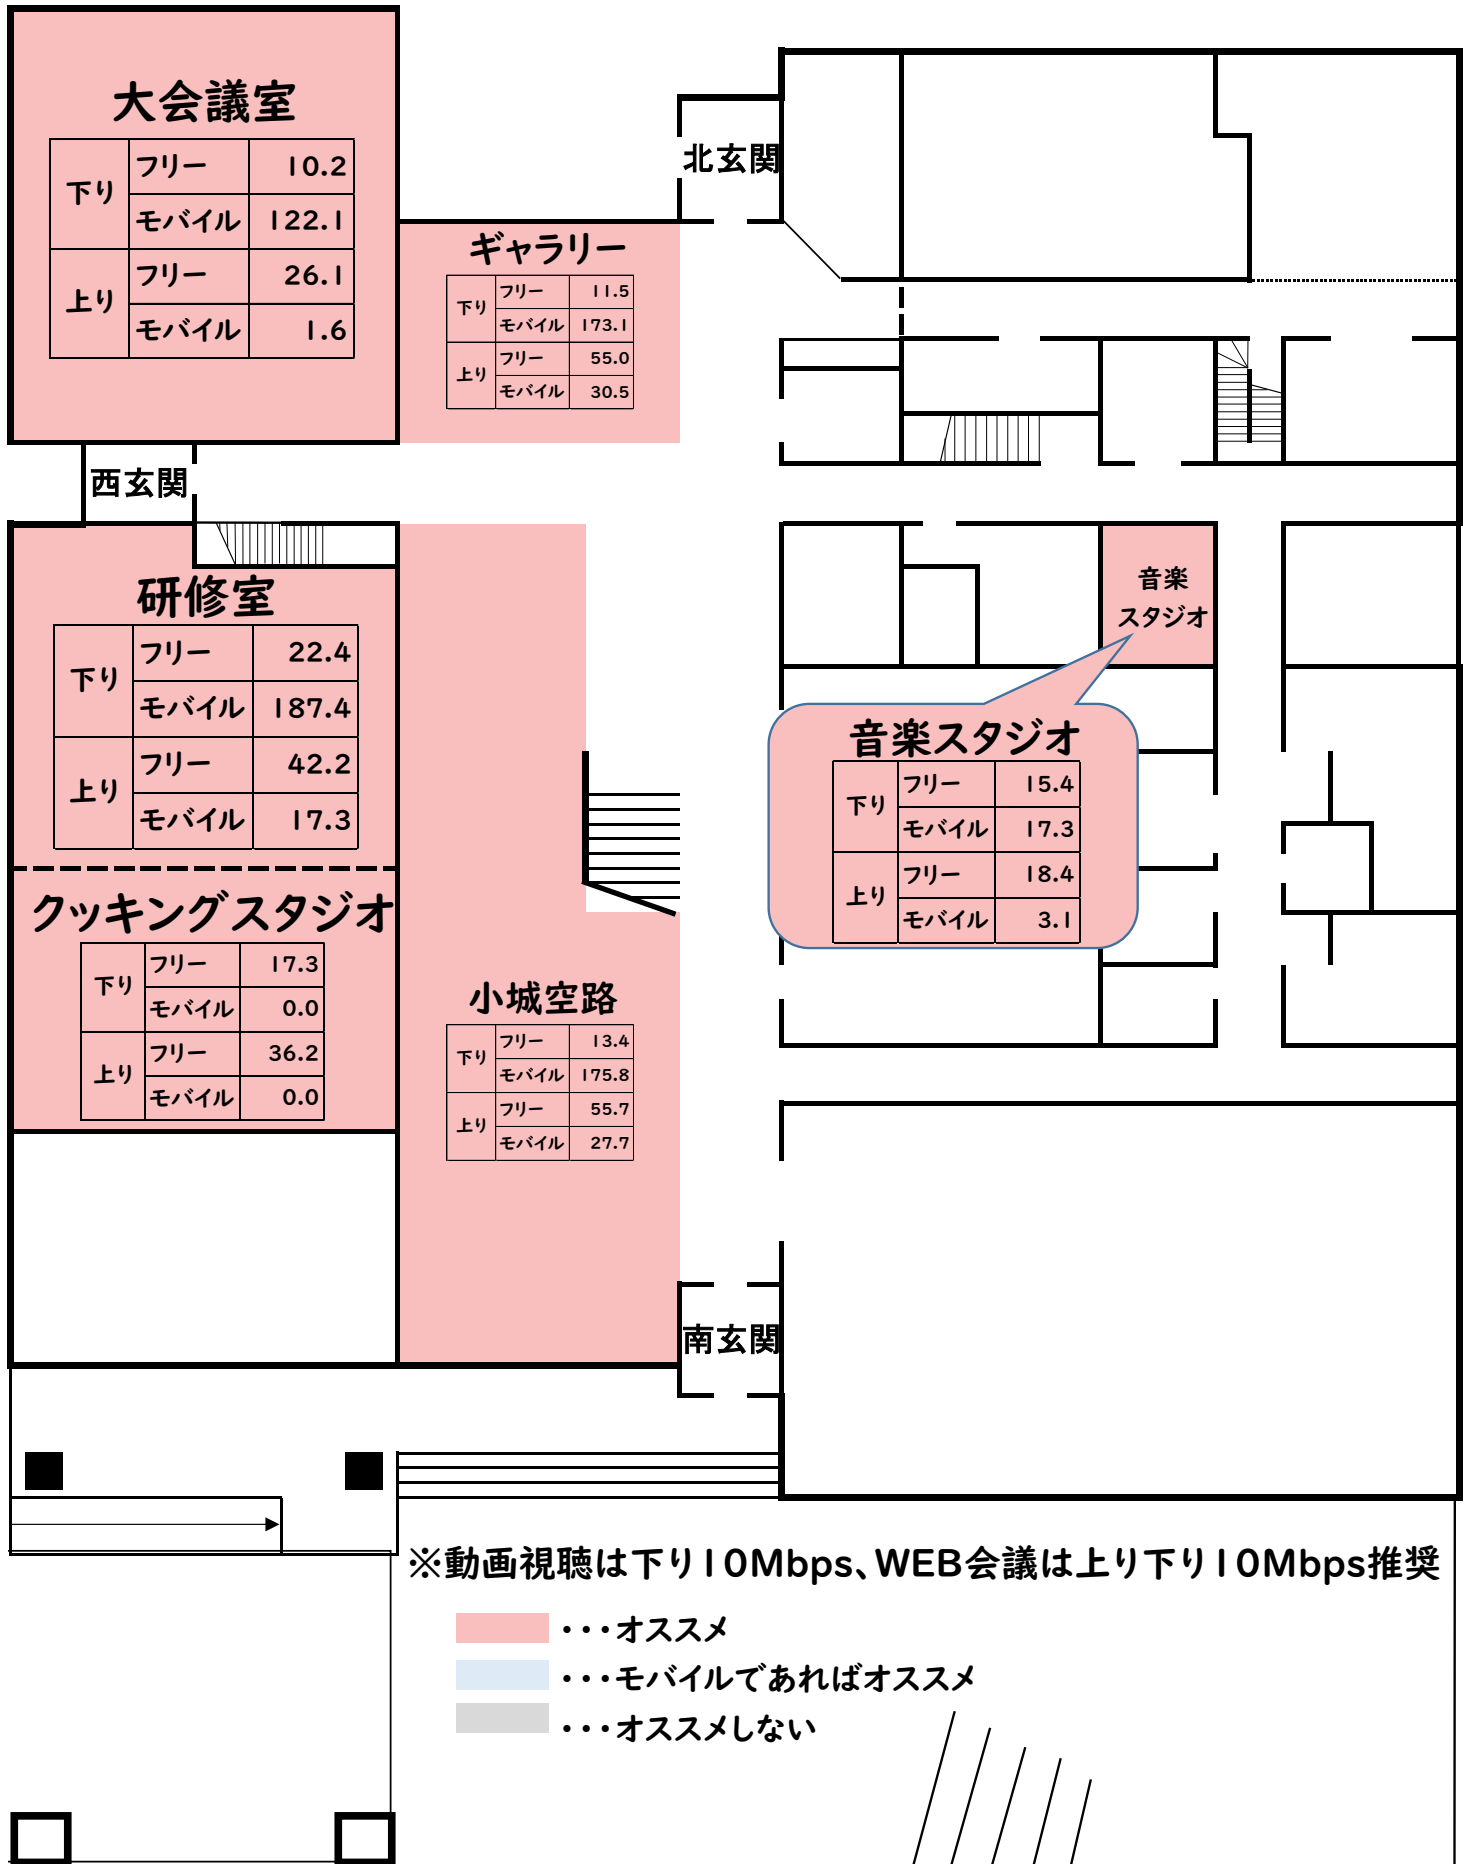 大会議室
下り フリー 10.2
モバイル 122.1
上り フリー 26.1
モバイル 1.6
北玄関
ギャラリー
下り フリー 11.5
モバイル 173.1
上り フリー 55.0
モバイル 30.5
西玄関
研修室
下り フリー 22.4
モバイル 187.4
上り フリー 42.2
モバイル 17.3
音楽
スタジオ
音楽スタジオ
下り フリー 15.4
モバイル 17.3
上り フリー 18.4
モバイル 3.1
クッキングスタジオ
下り フリー 17.3
モバイル 0.0
上り フリー 36.2
モバイル 0.0
小城空路
下り フリー 13.4
モバイル 175.8
上り フリー 55.7
モバイル 27.7
南玄関
※動画視聴は下り10Mbps、WEB会議は上り下り10Mbps推奨
・・・オススメ
・・・モバイルであればオススメ
・・・オススメしない